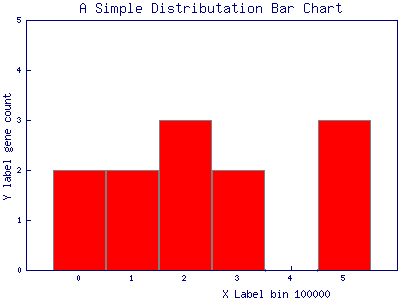 A Simple Distributation Bar Chart
5
4
3
2
1
0
Y label gene count
0 1 2 3 4 5
X Label bin 100000